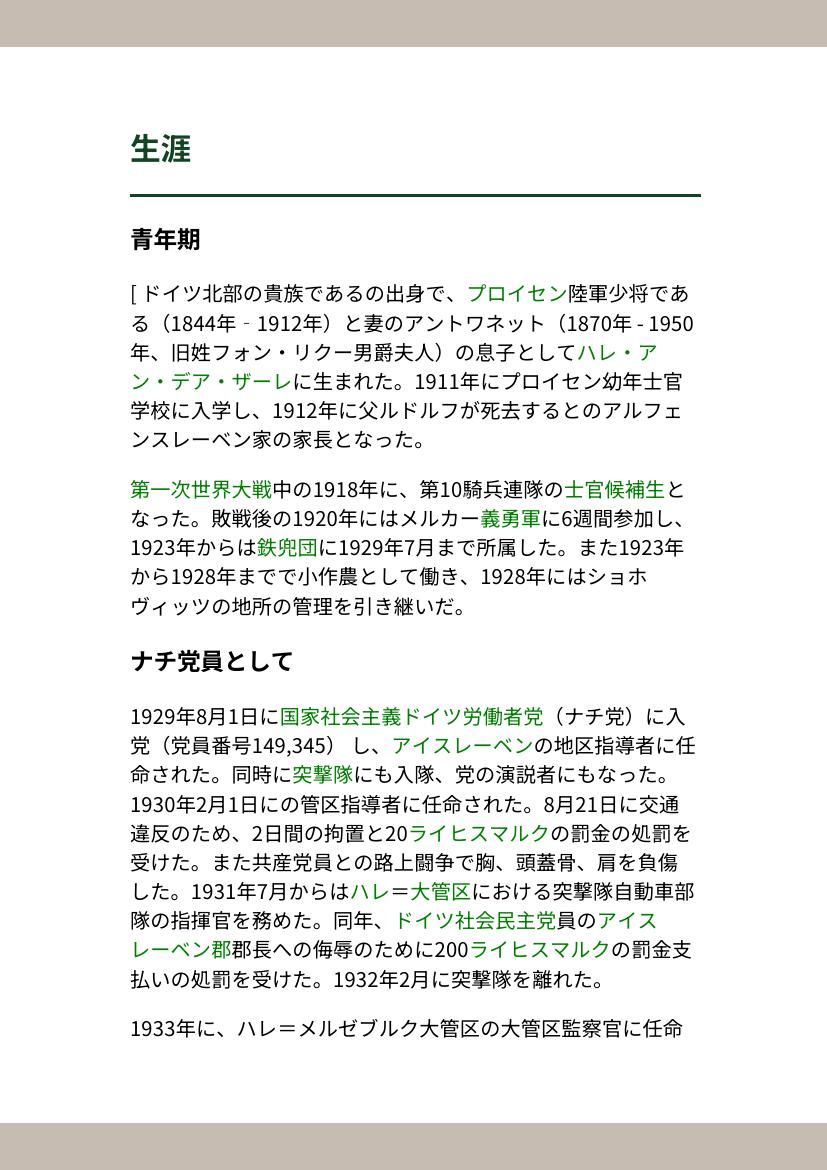 生涯
青年期
[ ドイツ北部の貴族であるの出身で、プロイセン陸軍少将であ
る（1844年‐1912年）と妻のアントワネット（1870年 - 1950
年、旧姓フォン・リクー男爵夫人）の息子としてハレ・ア
ン・デア・ザーレに生まれた。1911年にプロイセン幼年士官
学校に入学し、1912年に父ルドルフが死去するとのアルフェ
ンスレーベン家の家長となった。
第一次世界大戦中の1918年に、第10騎兵連隊の士官候補生と
なった。敗戦後の1920年にはメルカー義勇軍に6週間参加し、
1923年からは鉄兜団に1929年7月まで所属した。また1923年
から1928年までで小作農として働き、1928年にはショホ
ヴィッツの地所の管理を引き継いだ。
ナチ党員として
1929年8月1日に国家社会主義ドイツ労働者党（ナチ党）に入
党（党員番号149,345） し、アイスレーベンの地区指導者に任
命された。同時に突撃隊にも入隊、党の演説者にもなった。
1930年2月1日にの管区指導者に任命された。8月21日に交通
違反のため、2日間の拘置と20ライヒスマルクの罰金の処罰を
受けた。また共産党員との路上闘争で胸、頭蓋骨、肩を負傷
した。1931年7月からはハレ＝大管区における突撃隊自動車部
隊の指揮官を務めた。同年、ドイツ社会民主党員のアイス
レーベン郡郡長への侮辱のために200ライヒスマルクの罰金支
払いの処罰を受けた。1932年2月に突撃隊を離れた。
1933年に、ハレ＝メルゼブルク大管区の大管区監察官に任命